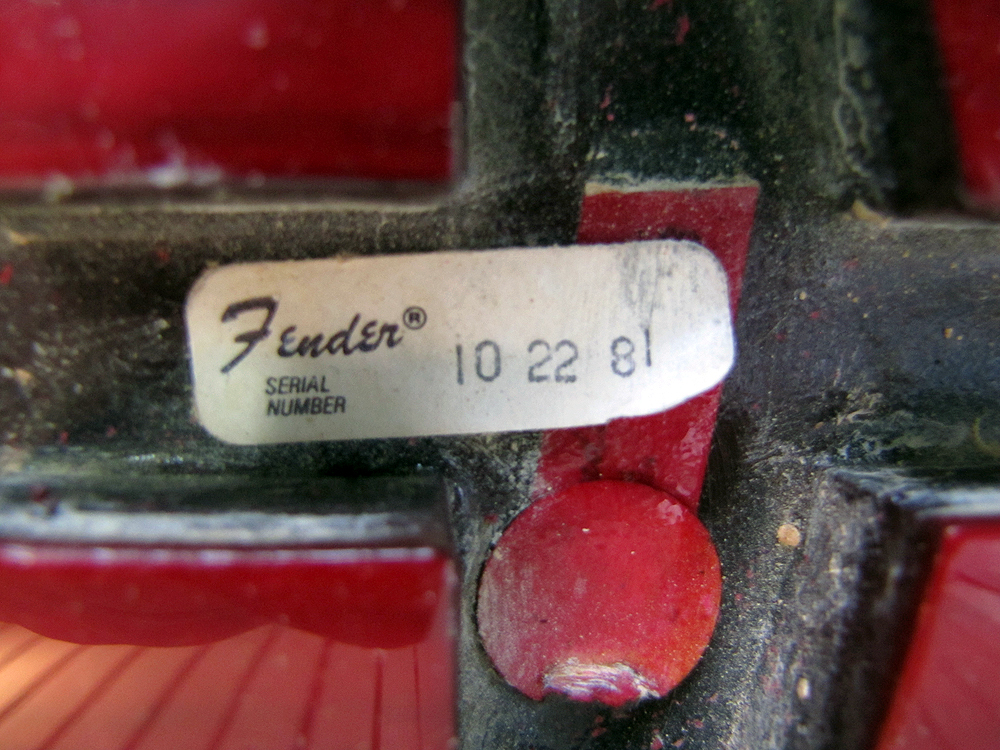 Fender®
10 22 81
SERIAL
NUMBER